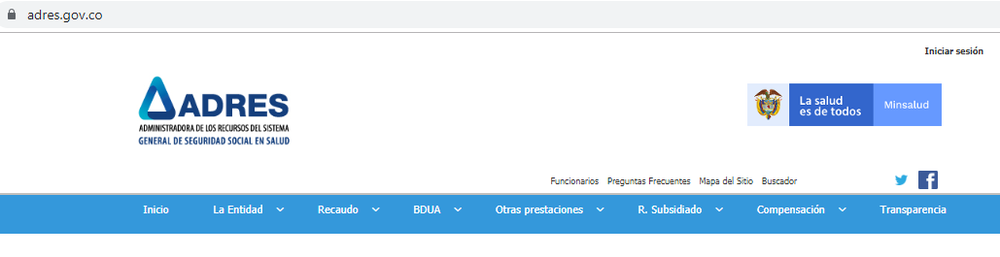 adres.gov.co
Iniciar sesión
ADRES
ADMINISTRADORA DE LOS RECURSOS DEL SISTEMA
GENERAL DE SEGURIDAD SOCIAL EN SALUD
La salud
es de todos
Minsalud
Funcionarios Preguntas Frecuentes Mapa del Sitio Buscador
Inicio La Entidad Recaudo BDUA Otras prestaciones R. Subsidiado Compensación Transparencia